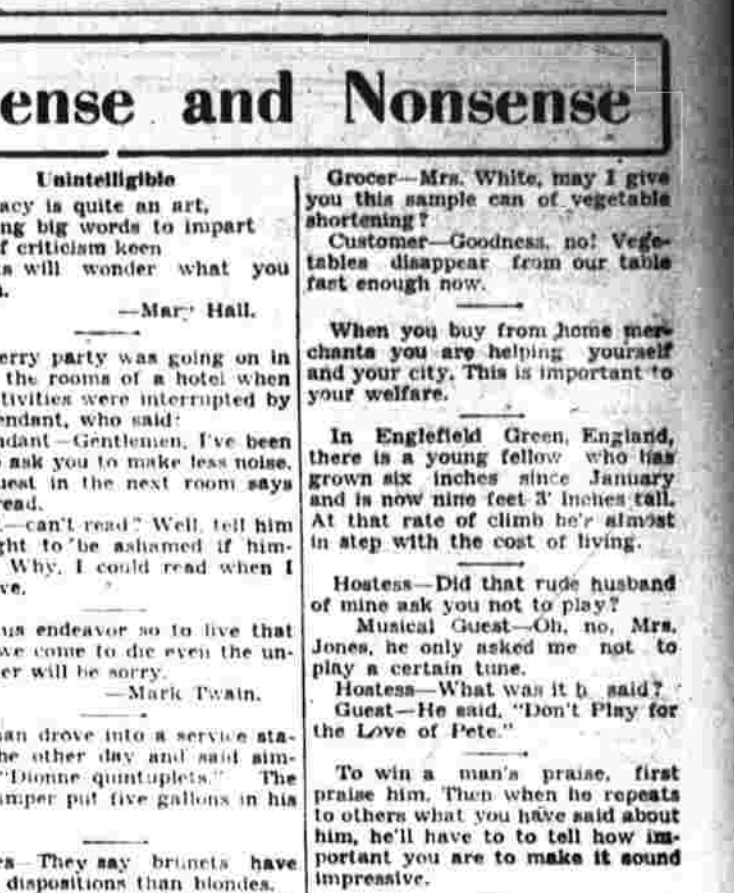 ense and Nonsense
Unintelligible
acy is quite an art,
ng big words to impart
f criticism keen
s will wonder what you
—Mary Hall.
erry party was going on in
the rooms of a hotel when
tivities were interrupted by
endant, who said:
ndant—Gentlemen, I've been
ask you to make less noise.
uest in the next room says
read.
—can't read? Well, tell him
ght to be ashamed if him-
Why, I could read when I
ve.
us endeavor so to live that
we come to die even the un-
er will be sorry.
—Mark Twain.
an drove into a service sta-
he other day and said sim-
"Dionne quintuplets." The
umper put five gallons in his
es—They say brunets have
dispositions than blondes.
Grocer—Mrs. White, may I give
you this sample can of vegetable
shortening?
Customer—Goodness, no! Vege-
tables disappear from our table
fast enough now.
When you buy from home mer-
chants you are helping yourself
and your city. This is important to
your welfare.
In Englefield Green, England,
there is a young fellow who has
grown six inches since January
and is now nine feet 3' inches tall.
At that rate of climb he'r almost
in step with the cost of living.
Hostess—Did that rude husband
of mine ask you not to play?
Musical Guest—Oh, no, Mrs.
Jones, he only asked me not to
play a certain tune.
Hostess—What was it h said?
Guest—He said, "Don't Play for
the Love of Pete."
To win a man's praise, first
praise him. Then when he repeats
to others what you have said about
him, he'll have to to tell how im-
portant you are to make it sound
impressive.